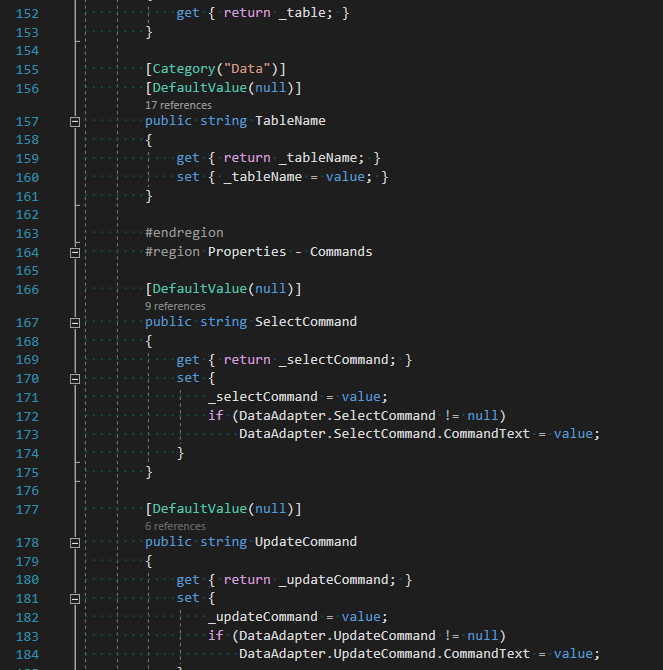 152 get { return _table; }
153 }
154
155 [Category("Data")]
156 [DefaultValue(null)]
17 references
157 public string TableName
158 {
159 get { return _tableName; }
160 set { _tableName = value; }
161 }
162
163 #endregion
164 #region Properties - Commands
165
166 [DefaultValue(null)]
9 references
167 public string SelectCommand
168 {
169 get { return _selectCommand; }
170 set {
171 _selectCommand = value;
172 if (DataAdapter.SelectCommand != null)
173 DataAdapter.SelectCommand.CommandText = value;
174 }
175 }
176
177 [DefaultValue(null)]
6 references
178 public string UpdateCommand
179 {
180 get { return _updateCommand; }
181 set {
182 _updateCommand = value;
183 if (DataAdapter.UpdateCommand != null)
184 DataAdapter.UpdateCommand.CommandText = value;